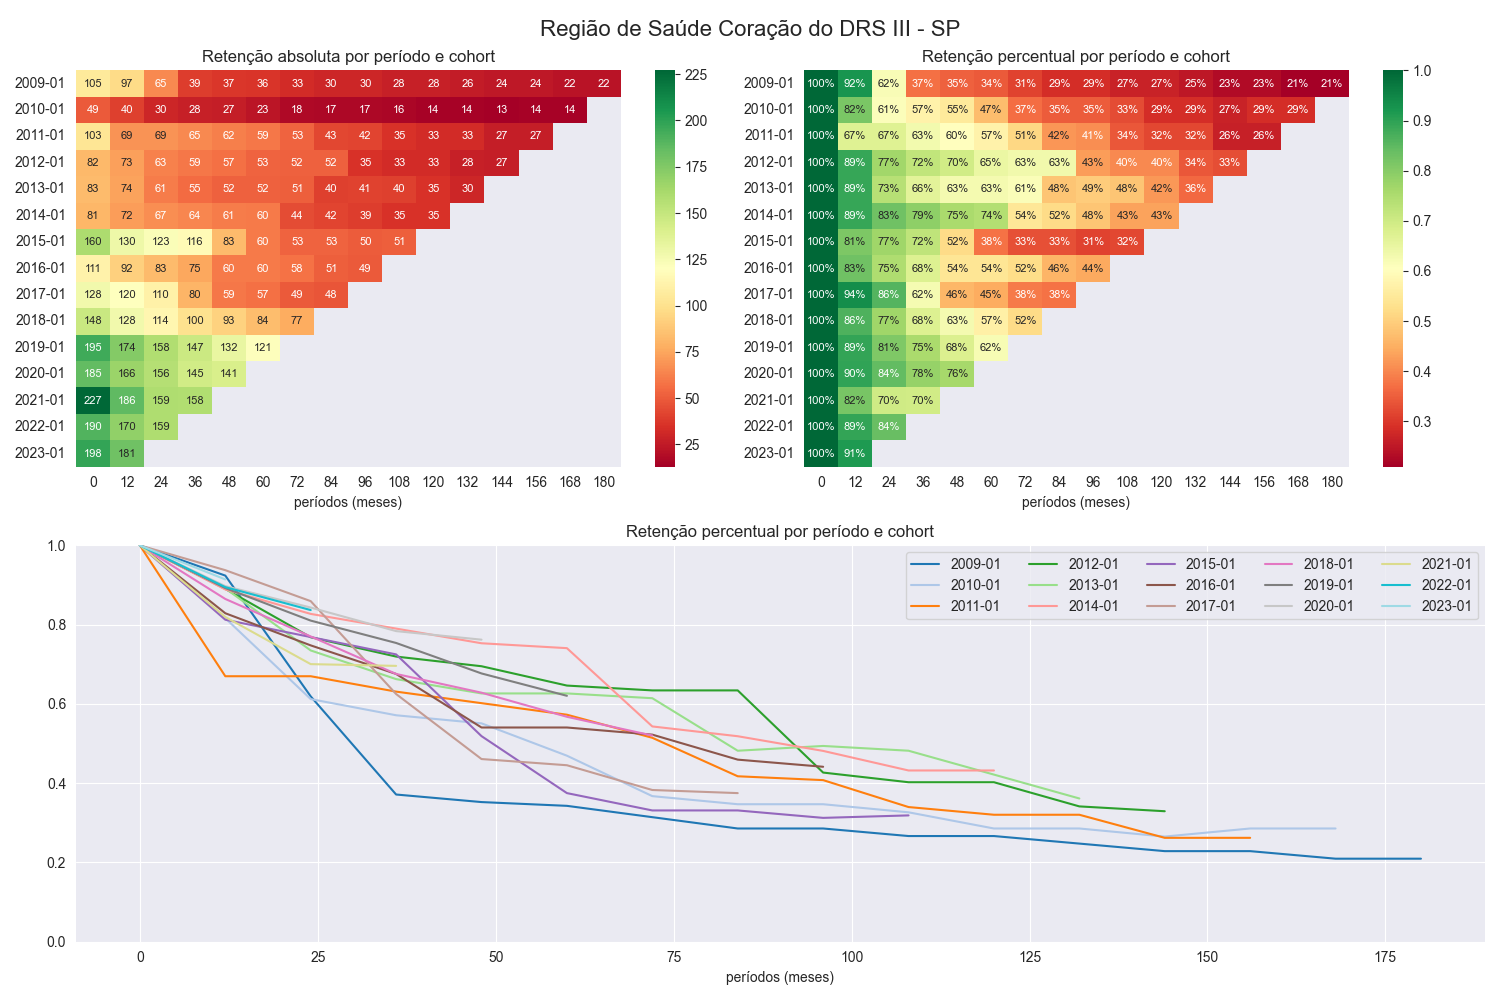 Região de Saúde Coração do DRS III - SP
Retenção absoluta por período e cohort
2009-01 105 97 65 39 37 36 33 30 30 28 28 26 24 24 22 22
2010-01 49 40 30 28 27 23 18 17 17 16 14 14 13 14 14
2011-01 103 69 69 65 62 59 53 43 42 35 33 33 27 27
2012-01 82 73 63 59 57 53 52 52 35 33 33 28 27
2013-01 83 74 61 55 52 52 51 40 41 40 35 30
2014-01 81 72 67 64 61 60 44 42 39 35 35
2015-01 160 130 123 116 83 60 53 53 50 51
2016-01 111 92 83 75 60 60 58 51 49
2017-01 128 120 110 80 59 57 49 48
2018-01 148 128 114 100 93 84 77
2019-01 195 174 158 147 132 121
2020-01 185 166 156 145 141
2021-01 227 186 159 158
2022-01 190 170 159
2023-01 198 181
0 12 24 36 48 60 72 84 96 108 120 132 144 156 168 180
períodos (meses)
225
200
175
150
125
100
75
50
25
Retenção percentual por período e cohort
2009-01 100% 92% 62% 37% 35% 34% 31% 29% 29% 27% 27% 25% 23% 23% 21% 21%
2010-01 100% 82% 61% 57% 55% 47% 37% 35% 35% 33% 29% 29% 27% 29% 29%
2011-01 100% 67% 67% 63% 60% 57% 51% 42% 41% 34% 32% 32% 26% 26%
2012-01 100% 89% 77% 72% 70% 65% 63% 63% 43% 40% 40% 34% 33%
2013-01 100% 89% 73% 66% 63% 63% 61% 48% 49% 48% 42% 36%
2014-01 100% 89% 83% 79% 75% 74% 54% 52% 48% 43% 43%
2015-01 100% 81% 77% 72% 52% 38% 33% 33% 31% 32%
2016-01 100% 83% 75% 68% 54% 54% 52% 46% 44%
2017-01 100% 94% 86% 62% 46% 45% 38% 38%
2018-01 100% 86% 77% 68% 63% 57% 52%
2019-01 100% 89% 81% 75% 68% 62%
2020-01 100% 90% 84% 78% 76%
2021-01 100% 82% 70% 70%
2022-01 100% 89% 84%
2023-01 100% 91%
0 12 24 36 48 60 72 84 96 108 120 132 144 156 168 180
períodos (meses)
1.0
0.9
0.8
0.7
0.6
0.5
0.4
0.3
Retenção percentual por período e cohort
1.0
0.8
0.6
0.4
0.2
0.0
2009-01 2012-01 2015-01 2018-01 2021-01
2010-01 2013-01 2016-01 2019-01 2022-01
2011-01 2014-01 2017-01 2020-01 2023-01
0 25 50 75 100 125 150 175
períodos (meses)